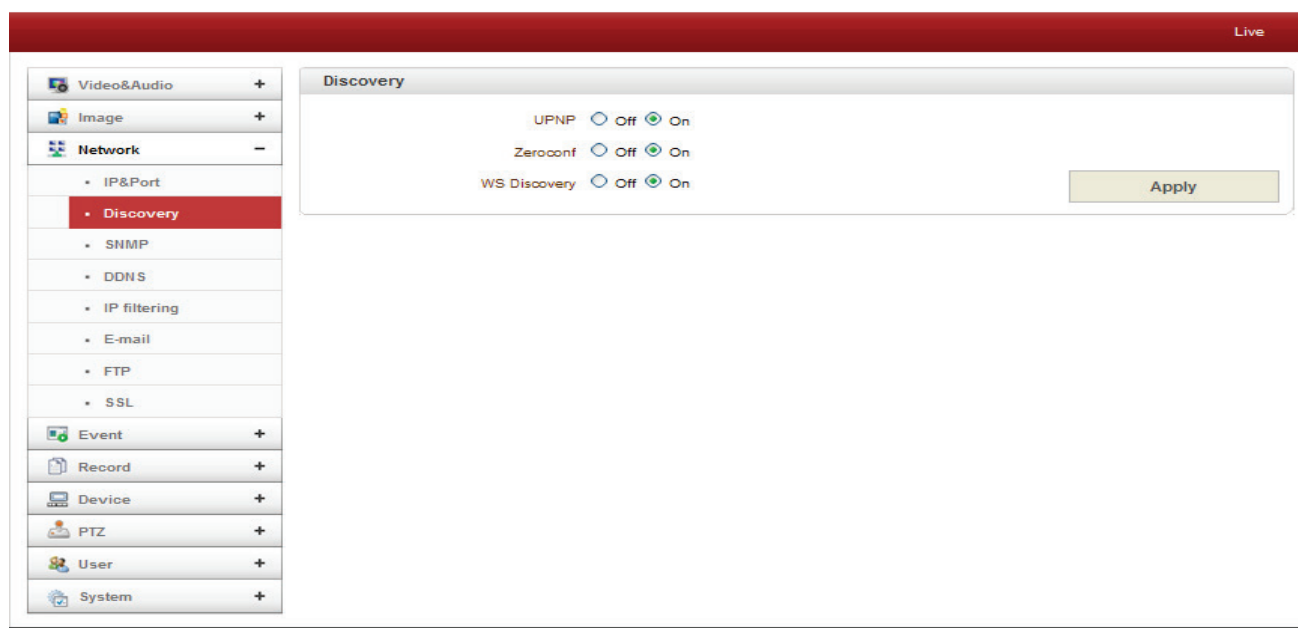 Live
Video&Audio +
Image +
Network −
• IP&Port
• Discovery
• SNMP
• DDNS
• IP filtering
• E-mail
• FTP
• SSL
Event +
Record +
Device +
PTZ +
User +
System +
Discovery
UPNP Off On
Zeroconf Off On
WS Discovery Off On
Apply